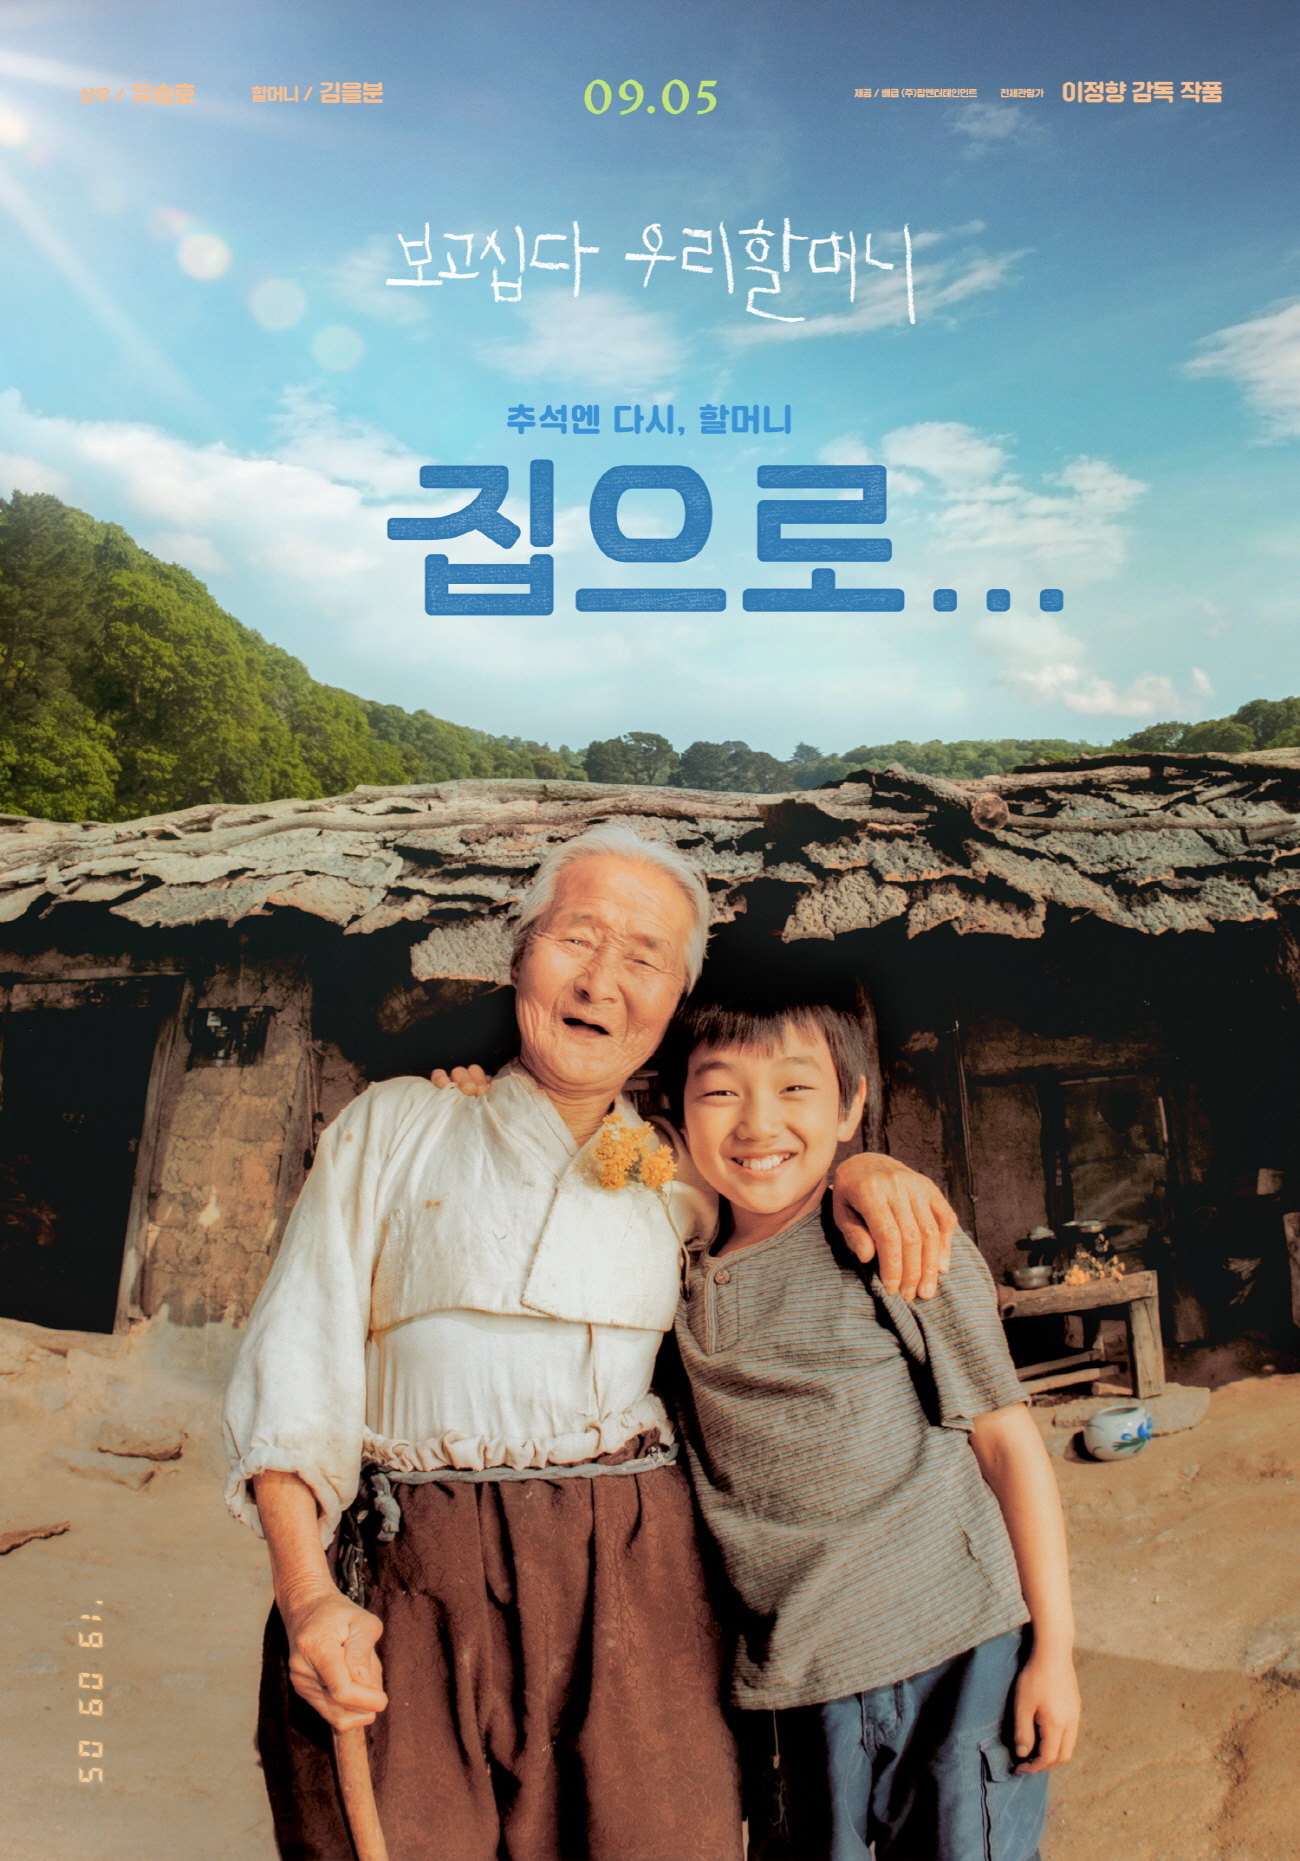 상우 / 유승호 할머니 / 김을분 09.05 제공 / 배급 (주)팝엔터테인먼트 전체관람가 이정향 감독 작품
보고십다 우리할머니
추석엔 다시, 할머니
집으로...
'19 09 05